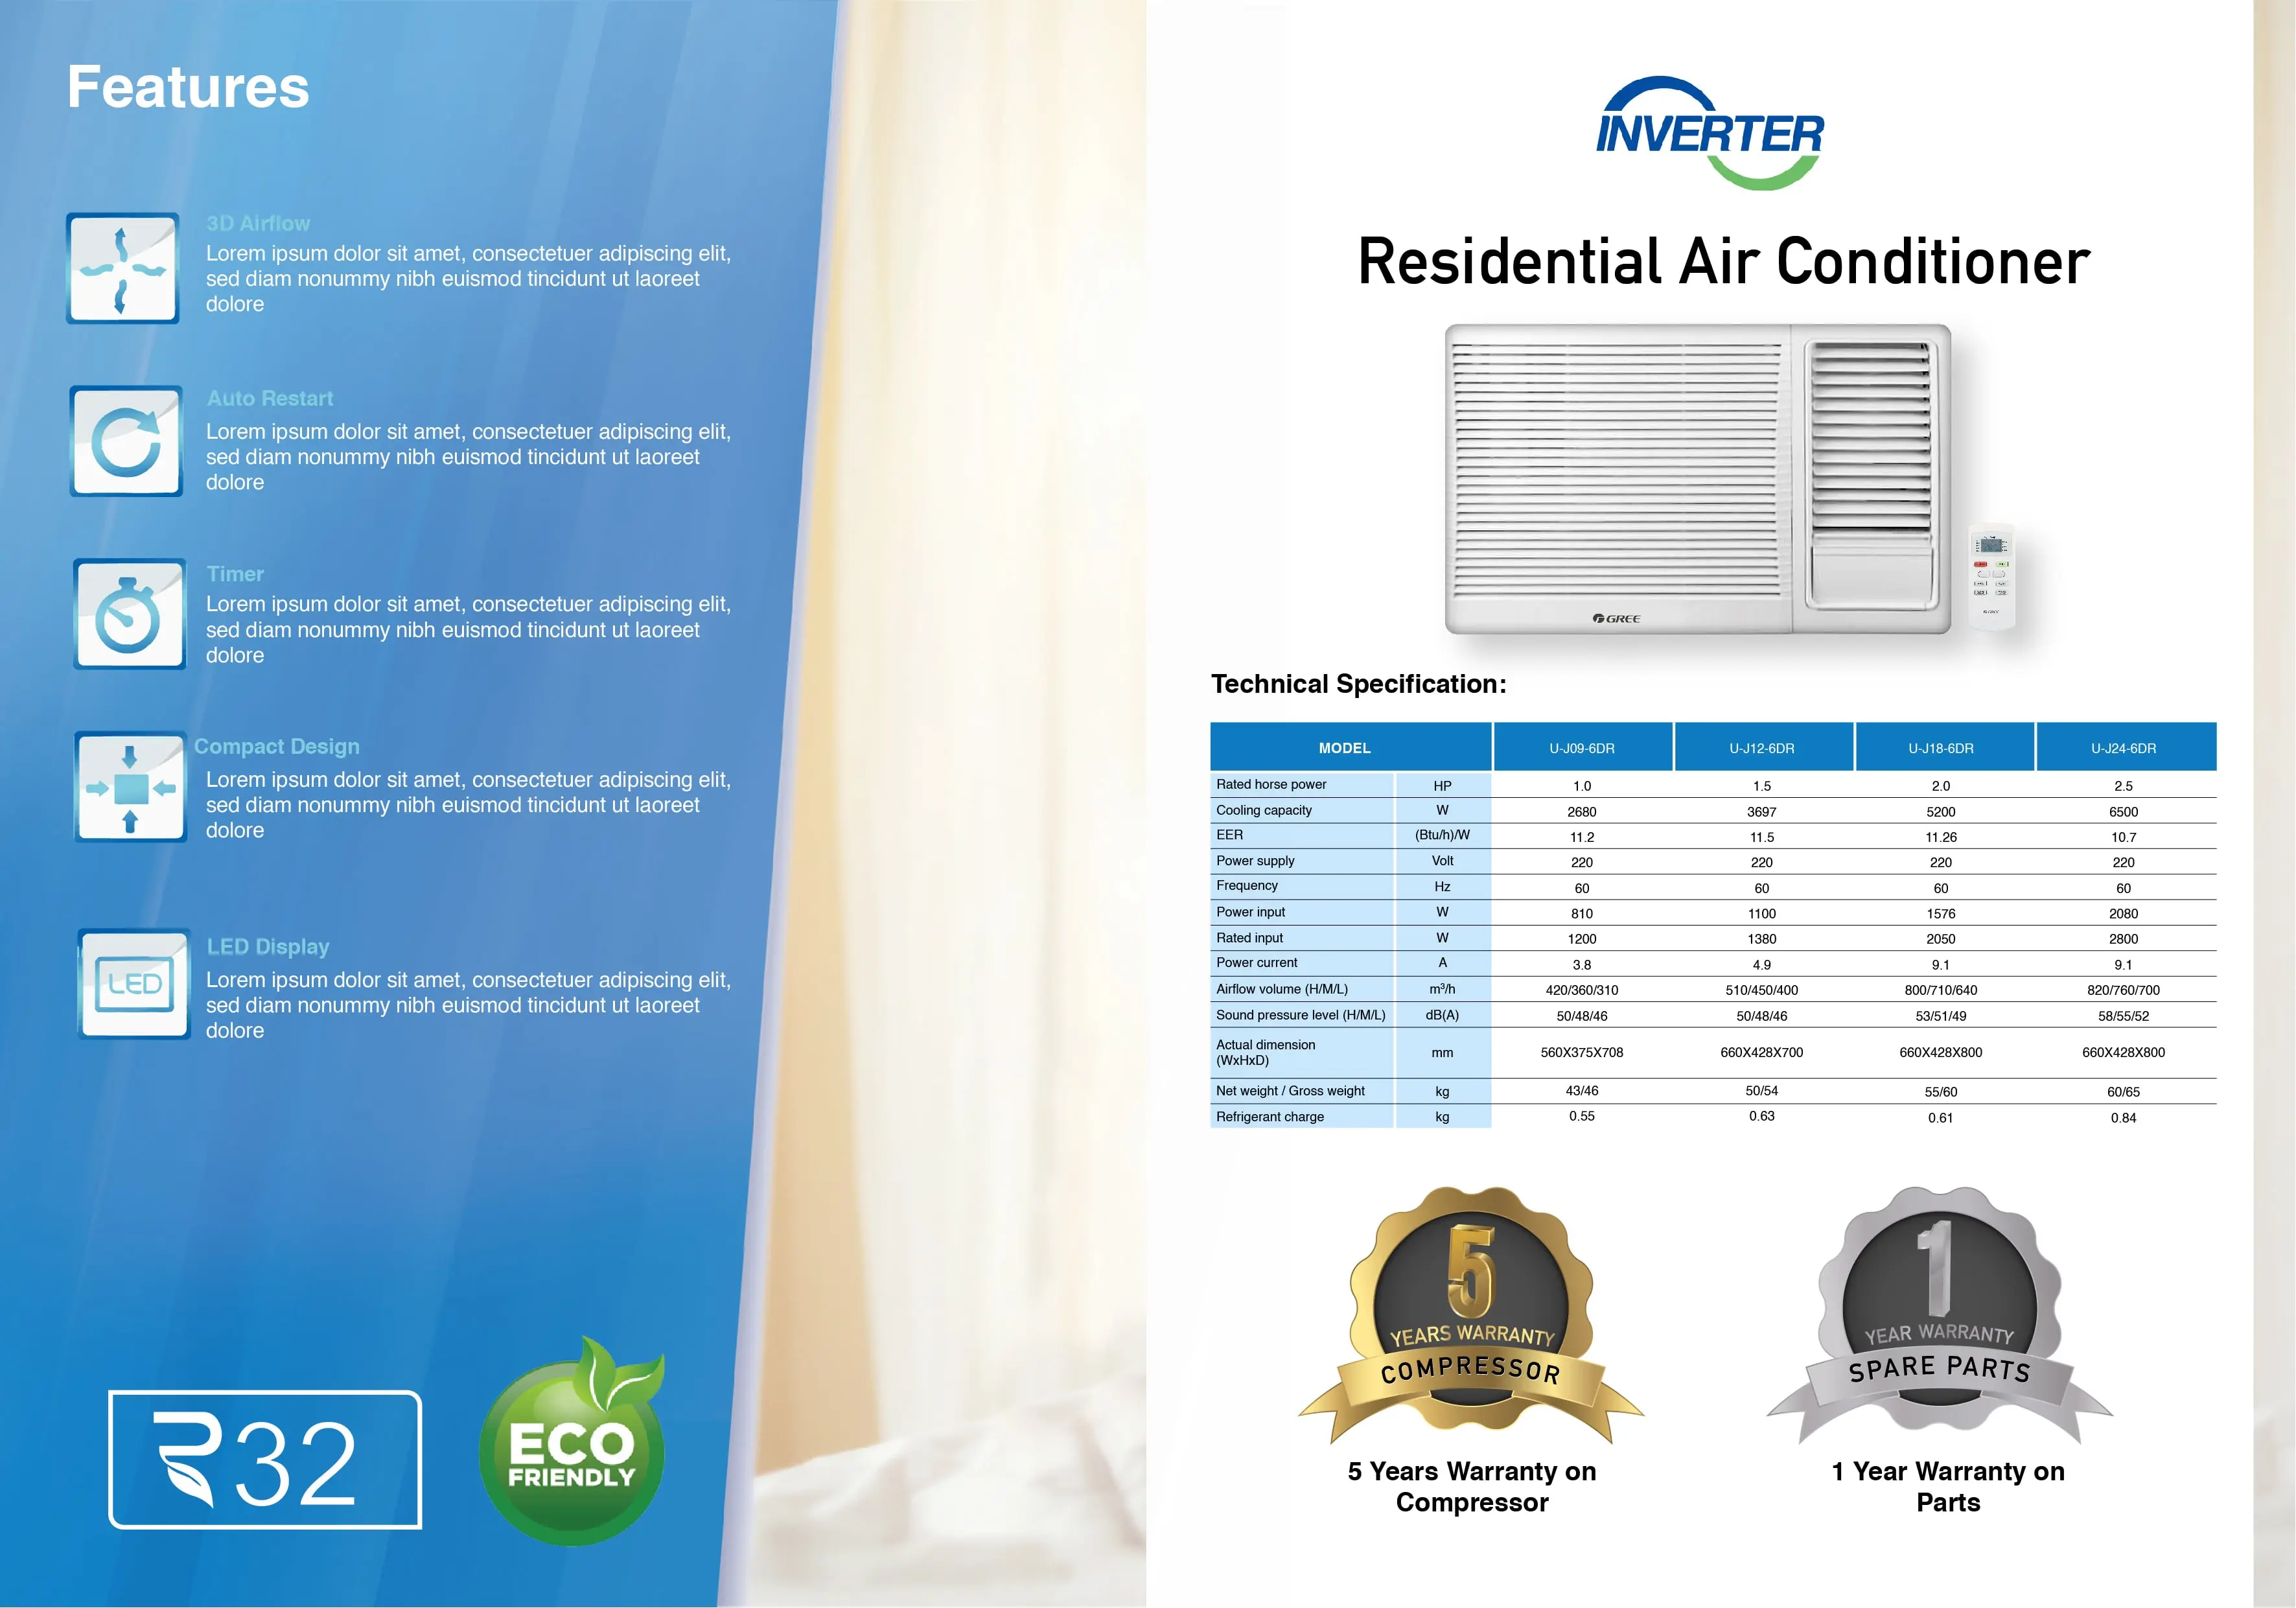 Features
3D Airflow
Lorem ipsum dolor sit amet, consectetuer adipiscing elit,
sed diam nonummy nibh euismod tincidunt ut laoreet
dolore
Auto Restart
Lorem ipsum dolor sit amet, consectetuer adipiscing elit,
sed diam nonummy nibh euismod tincidunt ut laoreet
dolore
Timer
Lorem ipsum dolor sit amet, consectetuer adipiscing elit,
sed diam nonummy nibh euismod tincidunt ut laoreet
dolore
Compact Design
Lorem ipsum dolor sit amet, consectetuer adipiscing elit,
sed diam nonummy nibh euismod tincidunt ut laoreet
dolore
LED
LED Display
Lorem ipsum dolor sit amet, consectetuer adipiscing elit,
sed diam nonummy nibh euismod tincidunt ut laoreet
dolore
R32
ECO
FRIENDLY
INVERTER
Residential Air Conditioner
GREE
Technical Specification:
MODEL U-J09-6DR U-J12-6DR U-J18-6DR U-J24-6DR
Rated horse power HP 1.0 1.5 2.0 2.5
Cooling capacity W 2680 3697 5200 6500
EER (Btu/h)/W 11.2 11.5 11.26 10.7
Power supply Volt 220 220 220 220
Frequency Hz 60 60 60 60
Power input W 810 1100 1576 2080
Rated input W 1200 1380 2050 2800
Power current A 3.8 4.9 9.1 9.1
Airflow volume (H/M/L) m³/h 420/360/310 510/450/400 800/710/640 820/760/700
Sound pressure level (H/M/L) dB(A) 50/48/46 50/48/46 53/51/49 58/55/52
Actual dimension
(WxHxD) mm 560X375X708 660X428X700 660X428X800 660X428X800
Net weight / Gross weight kg 43/46 50/54 55/60 60/65
Refrigerant charge kg 0.55 0.63 0.61 0.84
5
YEARS WARRANTY
COMPRESSOR
5 Years Warranty on
Compressor
1
YEAR WARRANTY
SPARE PARTS
1 Year Warranty on
Parts